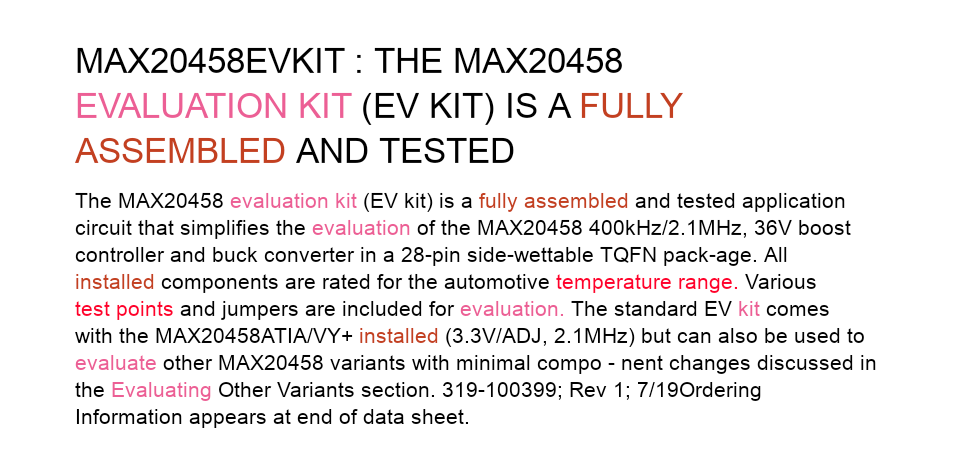 MAX20458EVKIT : THE MAX20458
EVALUATION KIT (EV KIT) IS A FULLY
ASSEMBLED AND TESTED
The MAX20458 evaluation kit (EV kit) is a fully assembled and tested application
circuit that simplifies the evaluation of the MAX20458 400kHz/2.1MHz, 36V boost
controller and buck converter in a 28-pin side-wettable TQFN pack-age. All
installed components are rated for the automotive temperature range. Various
test points and jumpers are included for evaluation. The standard EV kit comes
with the MAX20458ATIA/VY+ installed (3.3V/ADJ, 2.1MHz) but can also be used to
evaluate other MAX20458 variants with minimal compo - nent changes discussed in
the Evaluating Other Variants section. 319-100399; Rev 1; 7/19Ordering
Information appears at end of data sheet.